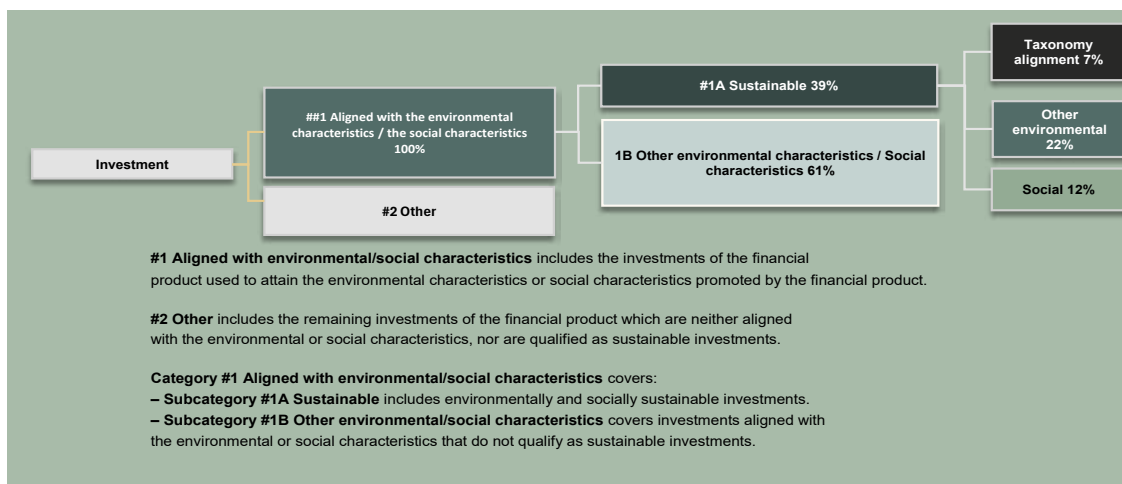 Taxonomy
alignment 7%
#1A Sustainable 39%
##1 Aligned with the environmental
characteristics / the social characteristics
100%
Other
environmental
22%
1B Other environmental characteristics / Social
characteristics 61%
Investment
Social 12%
#2 Other
#1 Aligned with environmental/social characteristics includes the investments of the financial
product used to attain the environmental characteristics or social characteristics promoted by the financial product.
#2 Other includes the remaining investments of the financial product which are neither aligned
with the environmental or social characteristics, nor are qualified as sustainable investments.
Category #1 Aligned with environmental/social characteristics covers:
– Subcategory #1A Sustainable includes environmentally and socially sustainable investments.
– Subcategory #1B Other environmental/social characteristics covers investments aligned with
the environmental or social characteristics that do not qualify as sustainable investments.